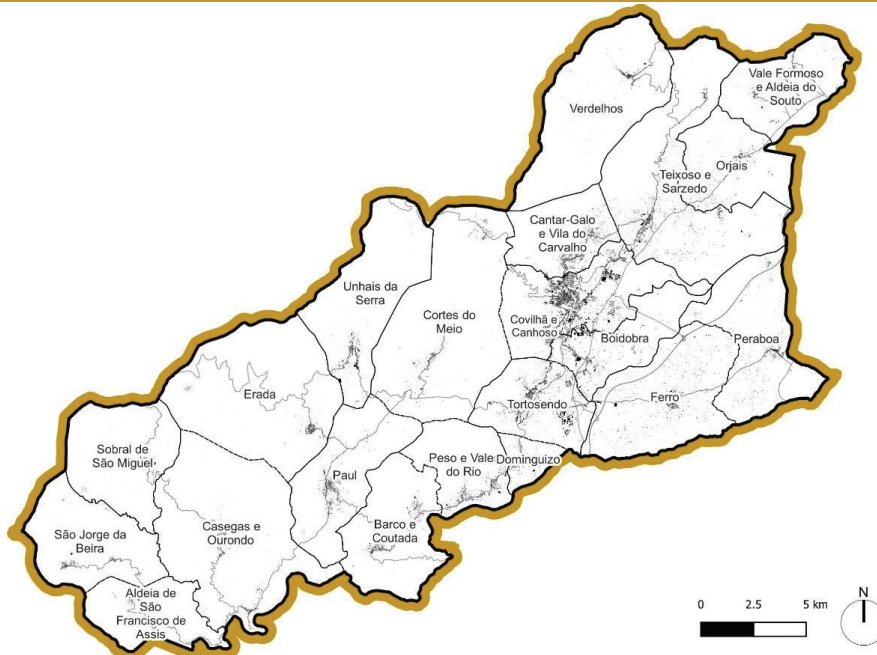 Vale Formoso
e Aldeia do
Souto
Verdelhos
Orjais
Teixoso e
Sarzedo
Cantar-Galo
e Vila do
Carvalho
Unhais da
Serra
Cortes do
Meio
Covilhã e
Canhoso
Boidobra
Peraboa
Erada
Ferro
Tortosendo
Sobral de
São Miguel
Paul
Peso e Vale
do Rio
Dominguizo
Casegas e
Ourondo
Barco e
Coutada
São Jorge da
Beira
Aldeia de
São
Francisco de
Assis
N
0 2.5 5 km